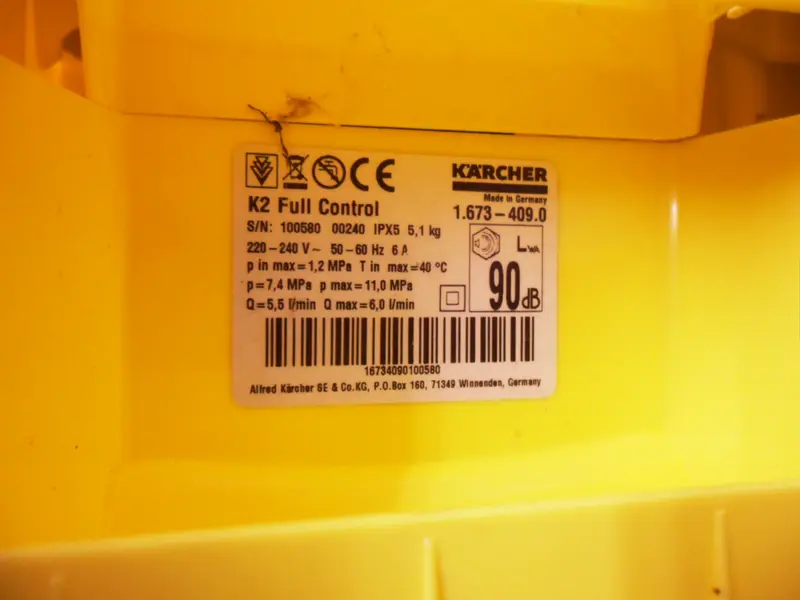 CE
KÄRCHER
Made in Germany
K2 Full Control
1.673-409.0
S/N: 100580 00240 IPX5 5,1 kg
220-240 V~ 50-60 Hz 6 A
p in max=1,2 MPa T in max=40 °C
p=7,4 MPa p max=11,0 MPa
Q=5,5 l/min Q max=6,0 l/min
LWA
90dB
16734090100580
Alfred Kärcher SE & Co.KG, P.O.Box 160, 71349 Winnenden, Germany